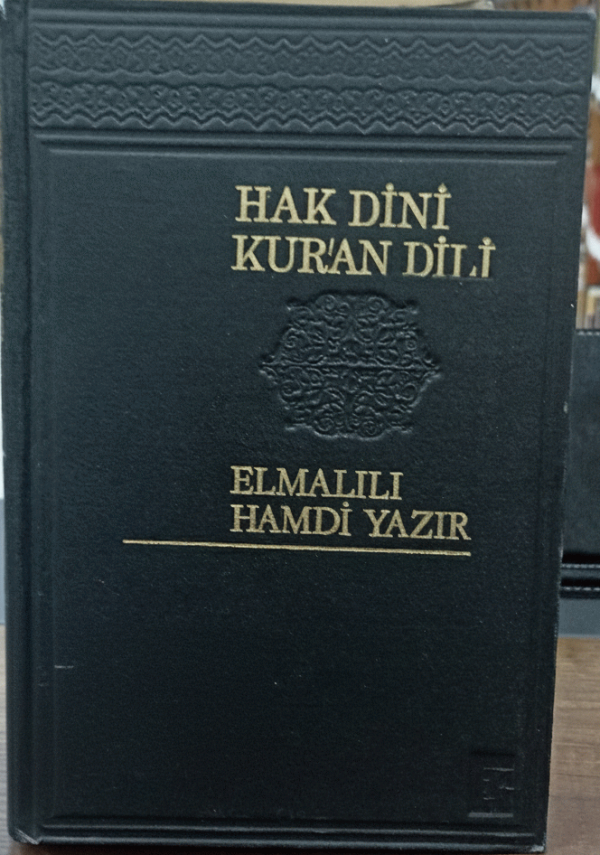 HAK DİNİ
KUR'AN DİLİ
ELMALILI
HAMDİ YAZIR